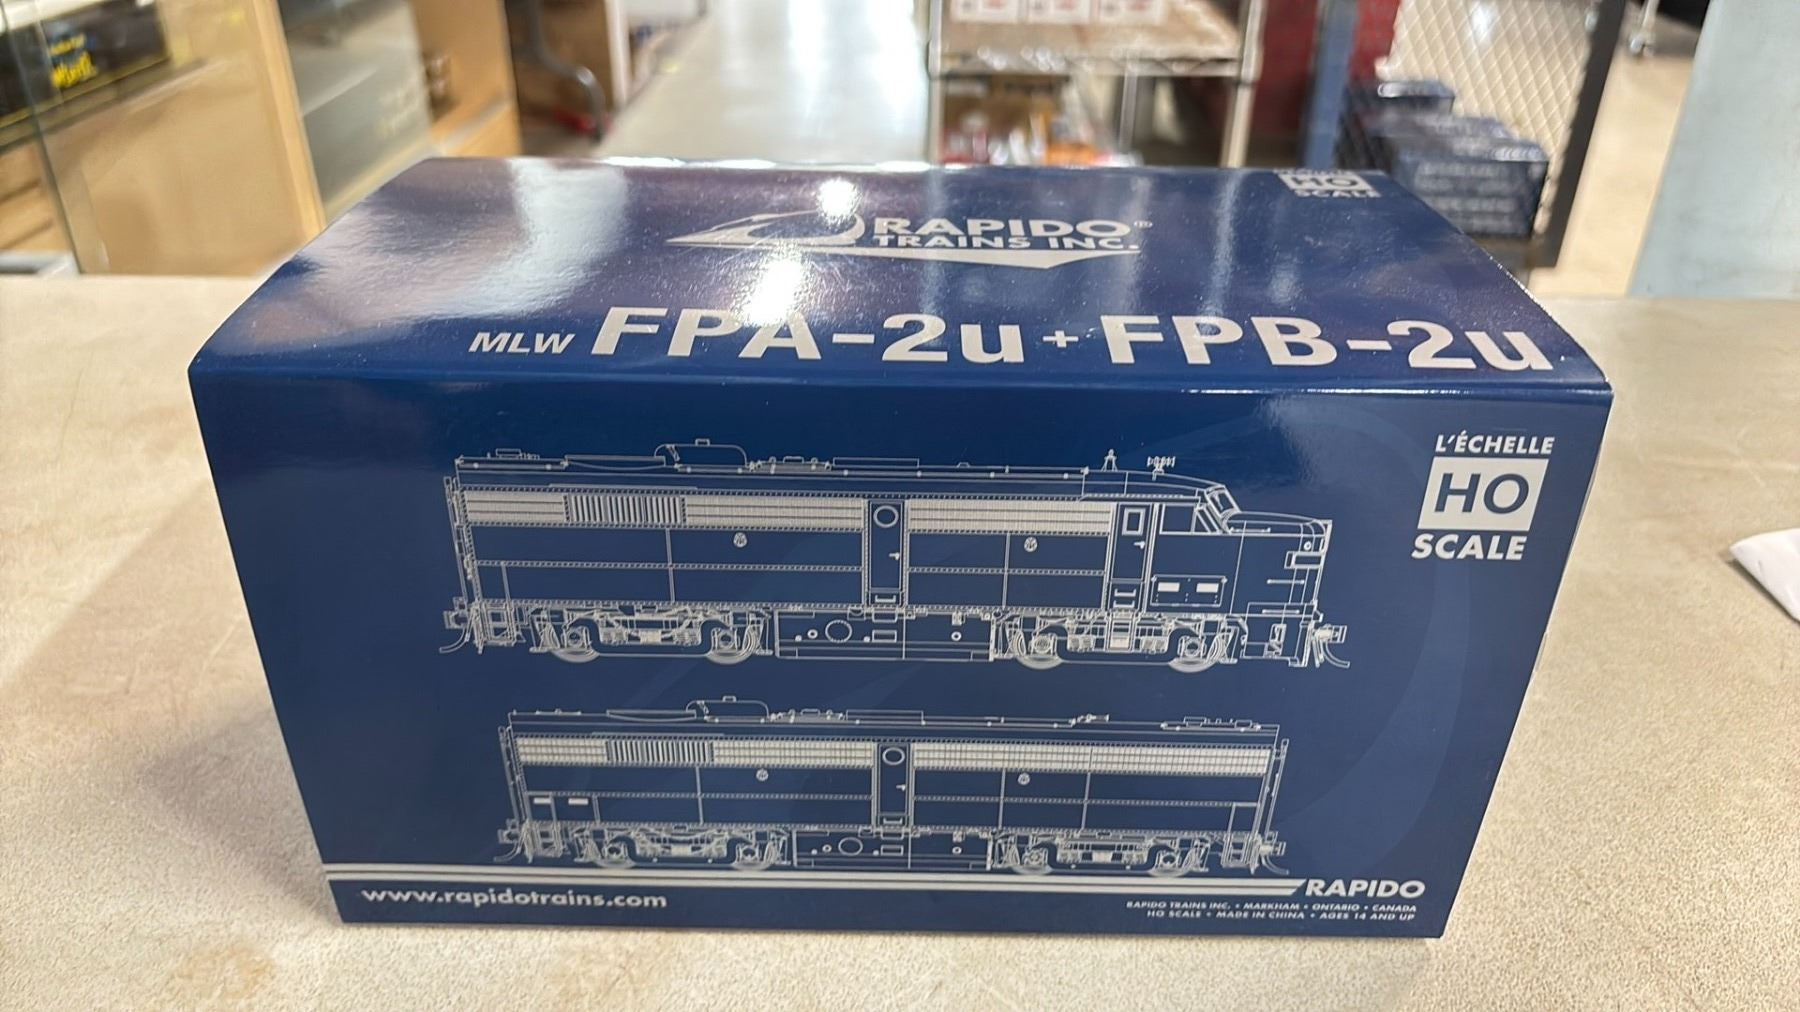 HO
SCALE
RAPIDO®
TRAINS INC.
MLW FPA-2u + FPB-2u
L'ÉCHELLE
HO
SCALE
www.rapidotrains.com
RAPIDO
RAPIDO TRAINS INC. • MARKHAM • ONTARIO • CANADA
HO SCALE • MADE IN CHINA • AGES 14 AND UP